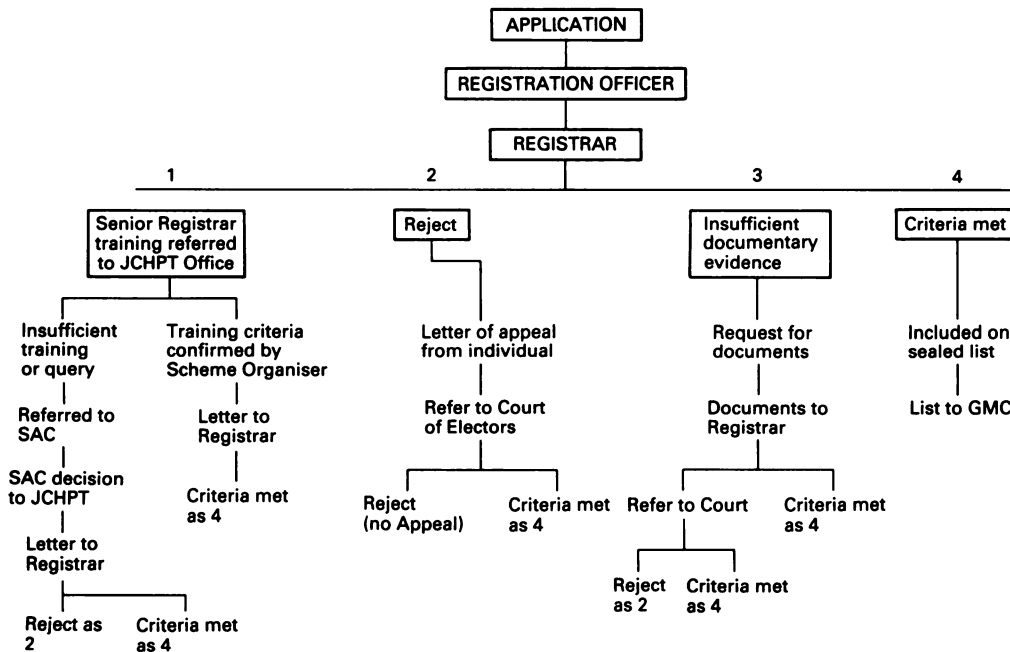 APPLICATION
REGISTRATION OFFICER
REGISTRAR
1
2
3
4
Senior Registrar
training referred
to JCHPT Office
Insufficient
training
or query
Referred to
SAC
SAC decision
to JCHPT
Letter to
Registrar
Reject as
2
Criteria met
as 4
Training criteria
confirmed by
Scheme Organiser
Letter to
Registrar
Criteria met
as 4
Reject
Letter of appeal
from individual
Refer to Court
of Electors
Reject
(no Appeal)
Criteria met
as 4
Insufficient
documentary
evidence
Request for
documents
Documents to
Registrar
Refer to Court
Reject
as 2
Criteria met
as 4
Criteria met
as 4
Criteria met
Included on
sealed list
List to GMC